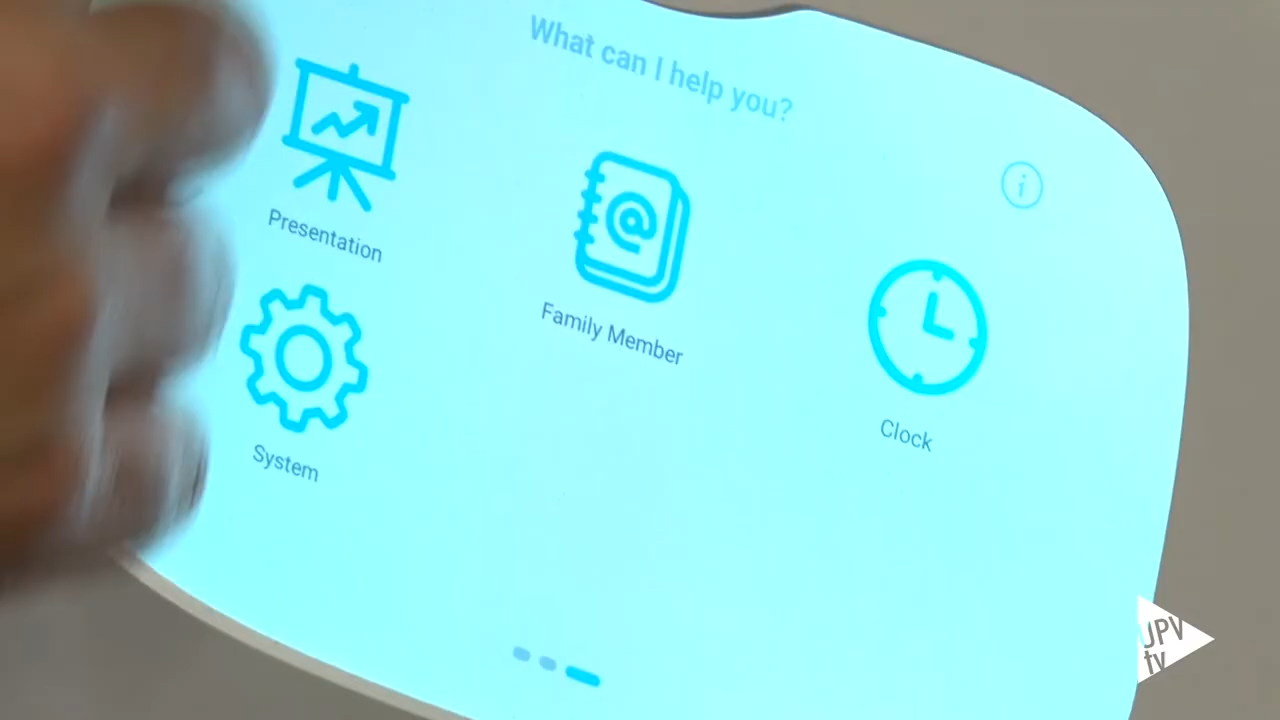 What can I help you?
Presentation
Family Member
Clock
System
UPV
tv